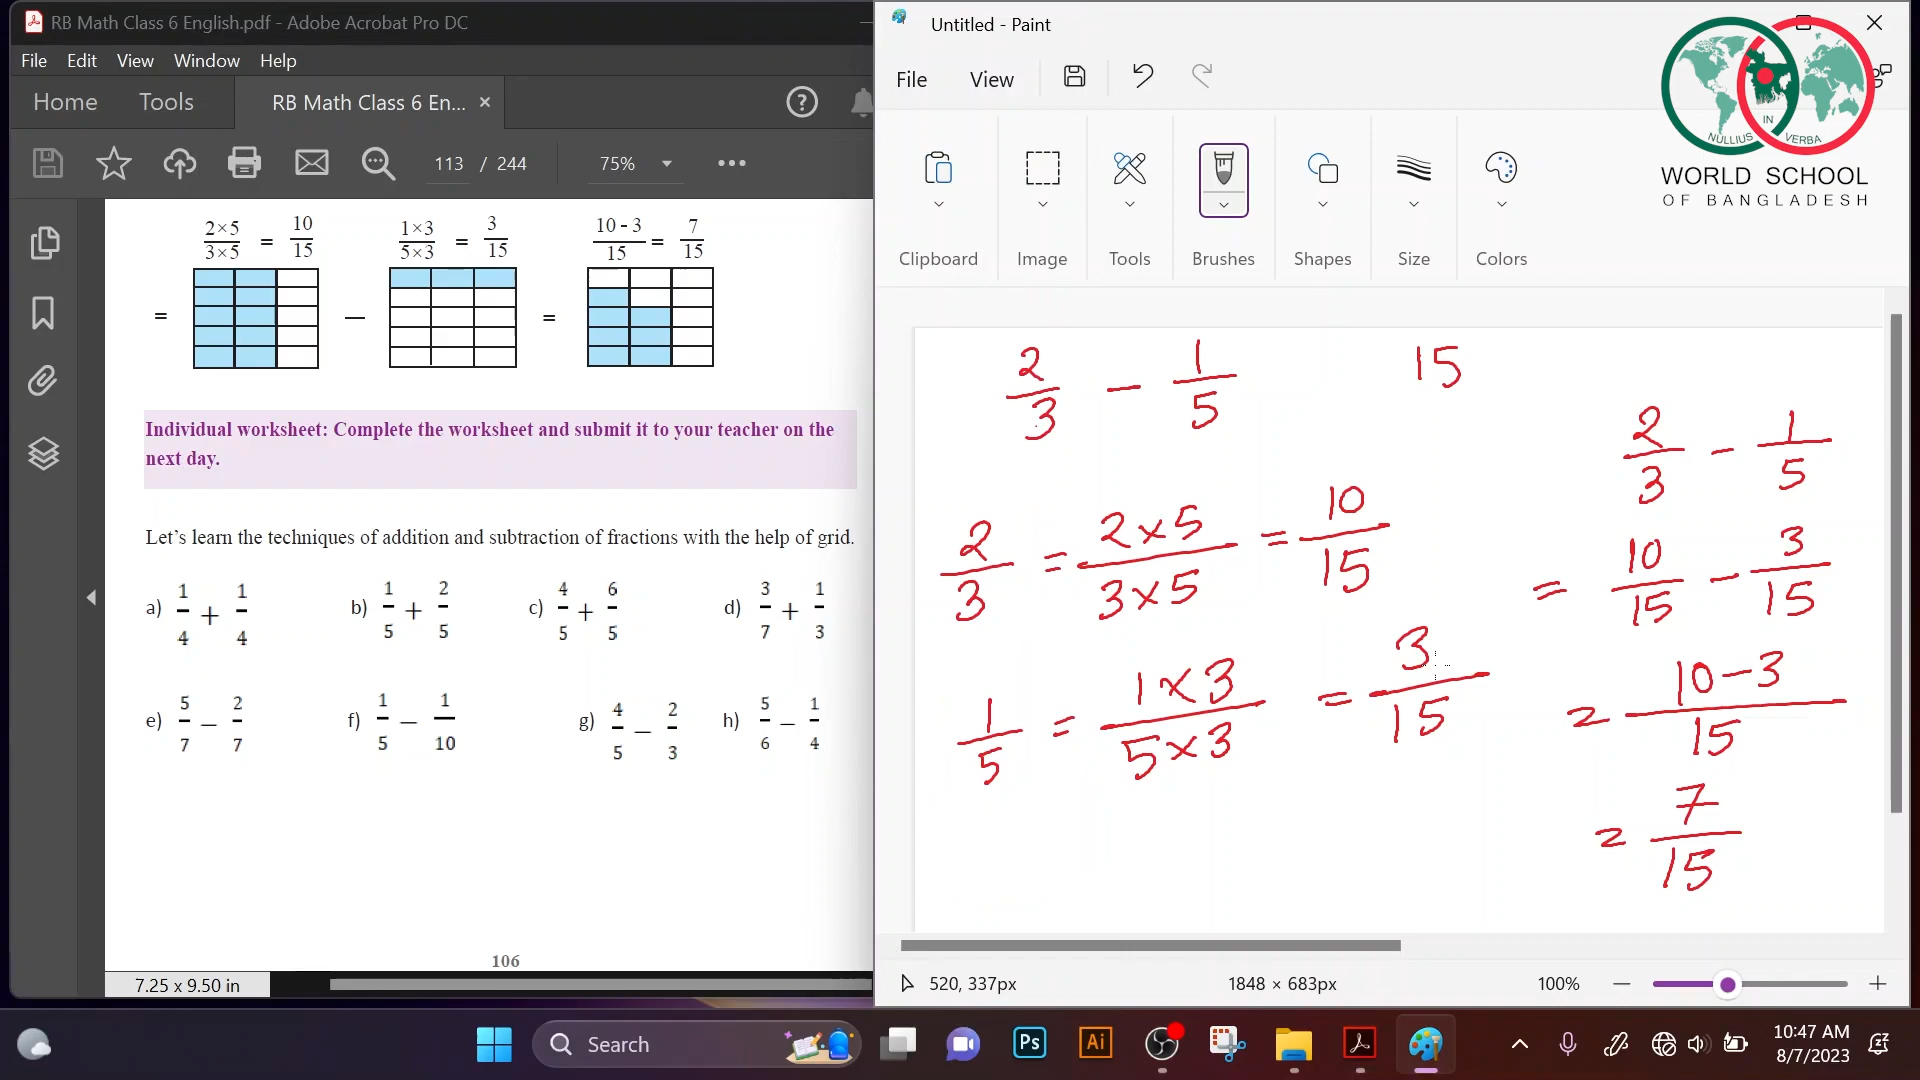 RB Math Class 6 English.pdf - Adobe Acrobat Pro DC
File Edit View Window Help
Home Tools RB Math Class 6 En... ×
113 / 244 75%
2×5/3×5 = 10/15 1×3/5×3 = 3/15 10-3/15 = 7/15
= — =
Individual worksheet: Complete the worksheet and submit it to your teacher on the
next day.
Let's learn the techniques of addition and subtraction of fractions with the help of grid.
a) 1/4 + 1/4 b) 1/5 + 2/5 c) 4/5 + 6/5 d) 3/7 + 1/3
e) 5/7 − 2/7 f) 1/5 − 1/10 g) 4/5 − 2/3 h) 5/6 − 1/4
106
7.25 x 9.50 in
Untitled - Paint
File View
Clipboard Image Tools Brushes Shapes Size Colors
NULLIUS IN VERBA
WORLD SCHOOL
OF BANGLADESH
2/3 − 1/5 15
2/3 = 2×5/3×5 = 10/15
1/5 = 1×3/5×3 = 3/15
2/3 − 1/5
= 10/15 − 3/15
= 10−3/15
= 7/15
520, 337px 1848 × 683px 100%
Search
Ps
Ai
10:47 AM
8/7/2023